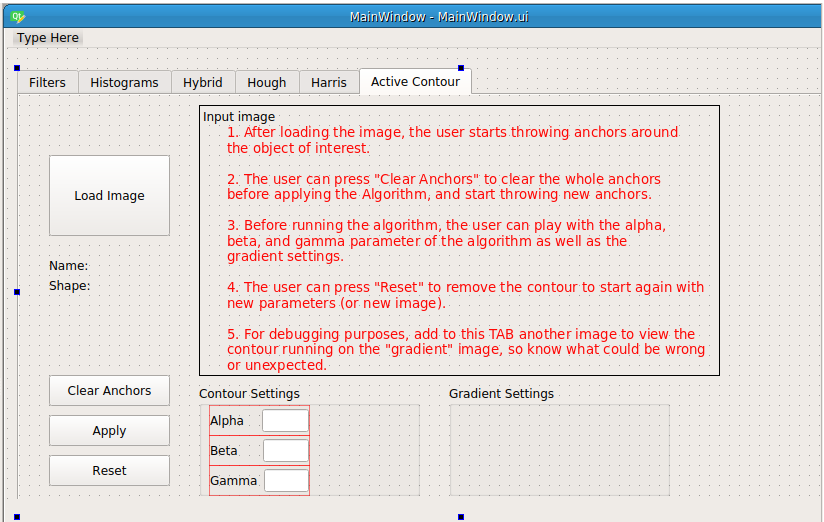 MainWindow - MainWindow.ui
Type Here
Filters
Histograms
Hybrid
Hough
Harris
Active Contour
Input image
1. After loading the image, the user starts throwing anchors around
the object of interest.
2. The user can press "Clear Anchors" to clear the whole anchors
before applying the Algorithm, and start throwing new anchors.
3. Before running the algorithm, the user can play with the alpha,
beta, and gamma parameter of the algorithm as well as the
gradient settings.
4. The user can press "Reset" to remove the contour to start again with
new parameters (or new image).
5. For debugging purposes, add to this TAB another image to view the
contour running on the "gradient" image, so know what could be wrong
or unexpected.
Load Image
Name:
Shape:
Clear Anchors
Apply
Reset
Contour Settings
Alpha
Beta
Gamma
Gradient Settings